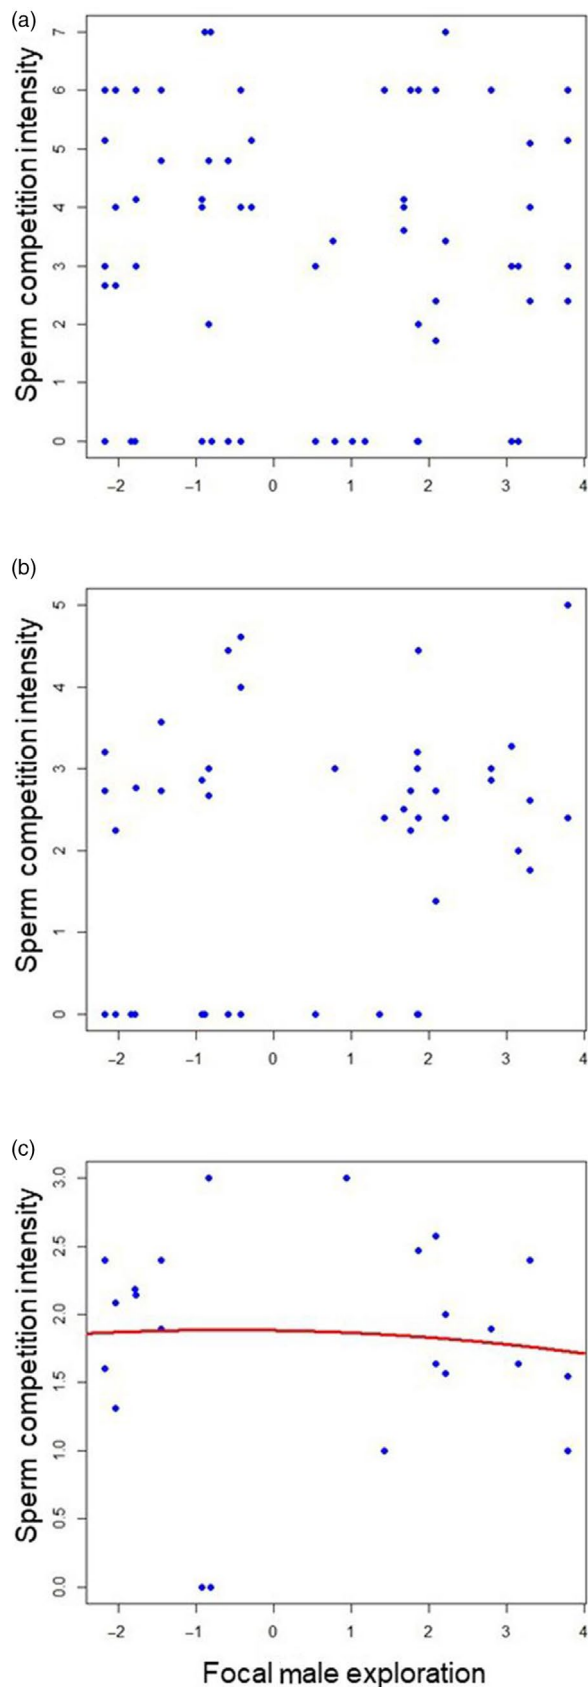 (a)
Sperm competition intensity
7
6
5
4
3
2
1
0
−2 −1 0 1 2 3 4
(b)
Sperm competition intensity
5
4
3
2
1
0
−2 −1 0 1 2 3 4
(c)
Sperm competition intensity
3.0
2.5
2.0
1.5
1.0
0.5
0.0
−2 −1 0 1 2 3 4
Focal male exploration